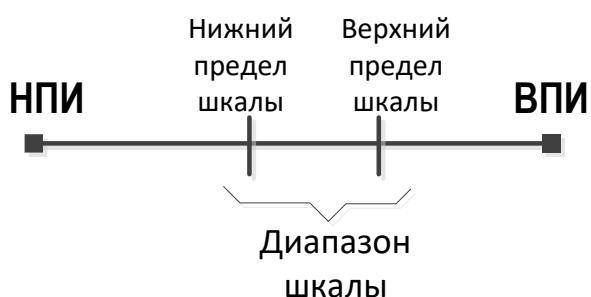 Нижний
предел
шкалы
Верхний
предел
шкалы
НПИ
ВПИ
Диапазон
шкалы